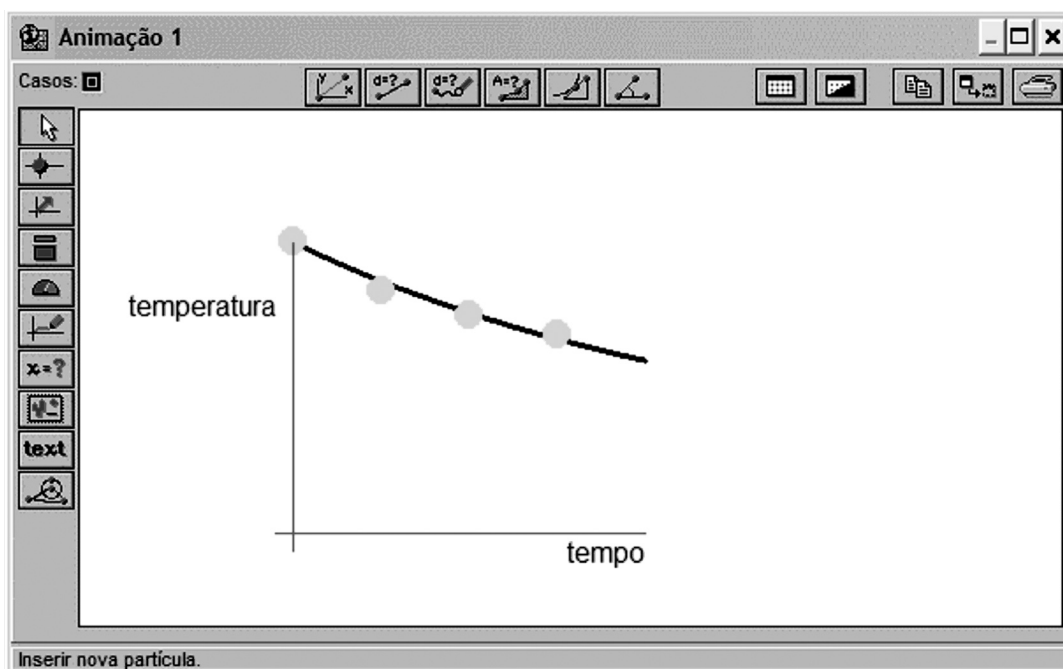 Animação 1
Casos:
y x
d=?
d=?
A=?
x=?
text
temperatura
tempo
Inserir nova partícula.